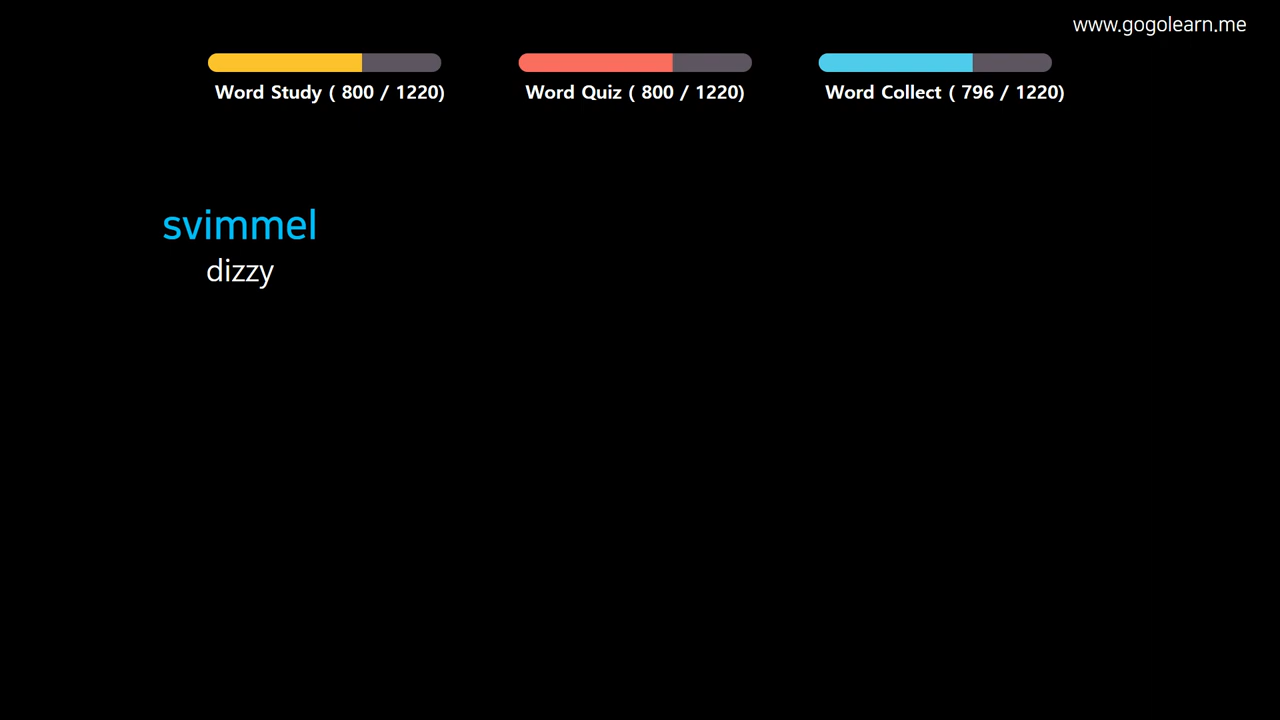 www.gogolearn.me
Word Study ( 800 / 1220)
Word Quiz ( 800 / 1220)
Word Collect ( 796 / 1220)
svimmel
dizzy